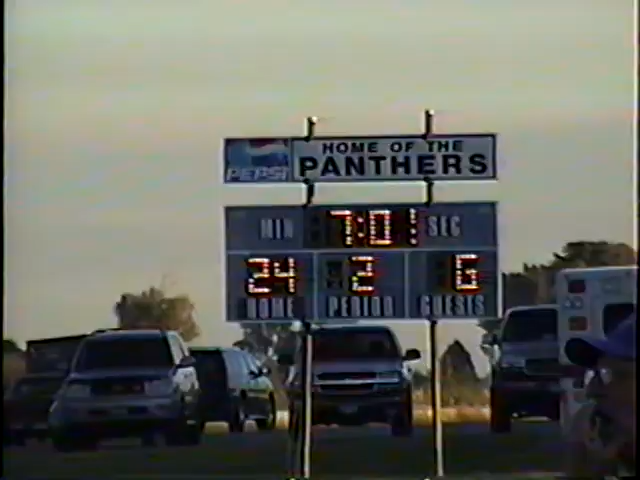 HOME OF THE
PEPSI PANTHERS
MIN 7:01 SEC
24 2 6
HOME PERIOD GUESTS